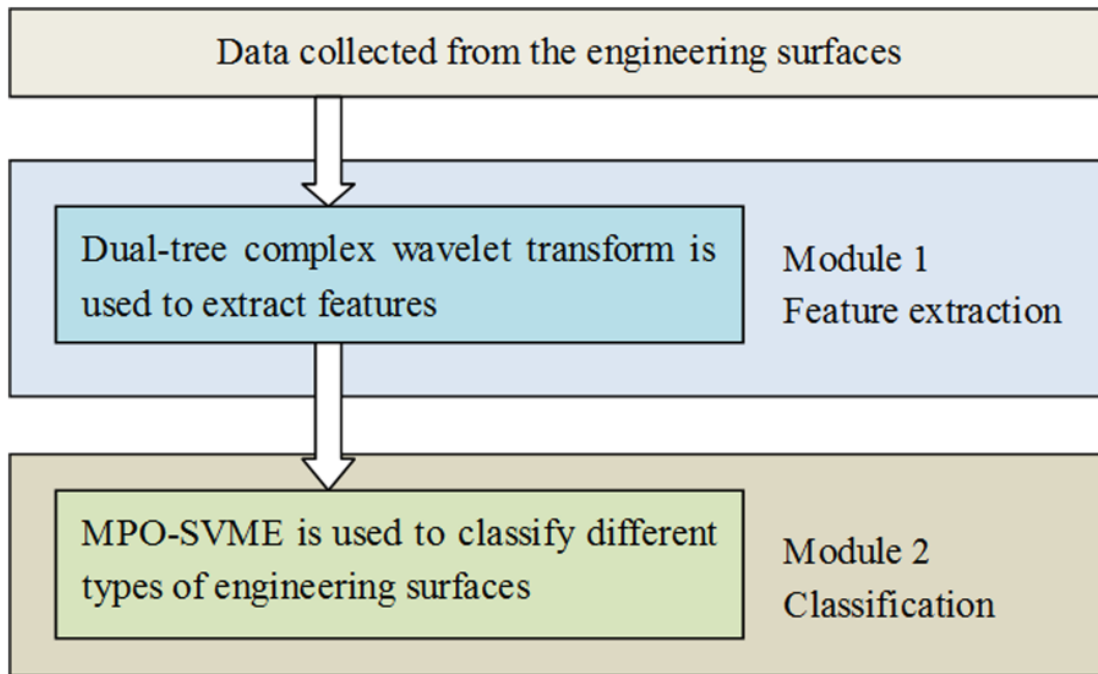 Data collected from the engineering surfaces
Dual-tree complex wavelet transform is
used to extract features
Module 1
Feature extraction
MPO-SVME is used to classify different
types of engineering surfaces
Module 2
Classification